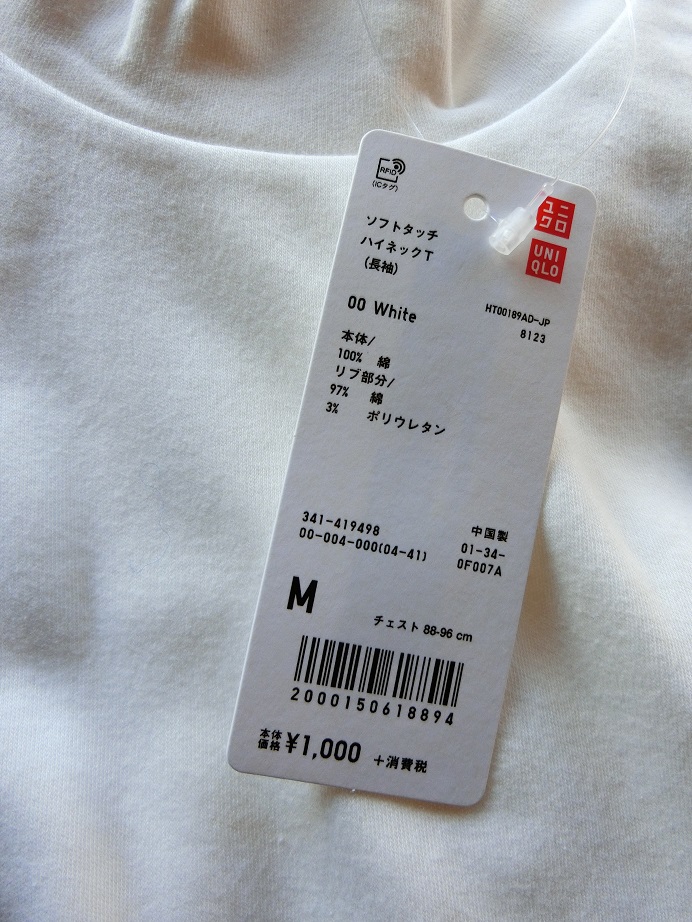 RFID
(ICタグ)
ユニ
クロ
UNI
QLO
ソフトタッチ
ハイネックT
(長袖)
00 White
HT00189AD-JP
8123
本体/
100% 綿
リブ部分/
97% 綿
3% ポリウレタン
341-419498
00-004-000(04-41)
中国製
01-34-
0F007A
M
チェスト 88-96 cm
2000150618894
本体
価格 ¥1,000 +消費税